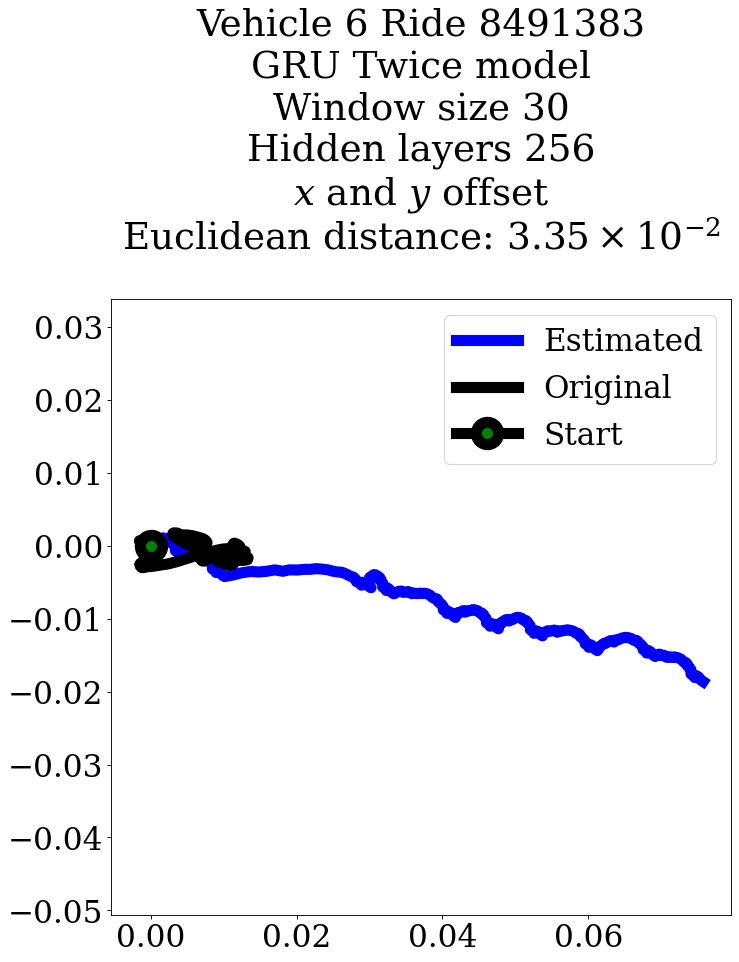 Vehicle 6 Ride 8491383
GRU Twice model
Window size 30
Hidden layers 256
x and y offset
Euclidean distance: 3.35 × 10⁻²
Estimated
Original
Start
0.03
0.02
0.01
0.00
−0.01
−0.02
−0.03
−0.04
−0.05
0.00 0.02 0.04 0.06